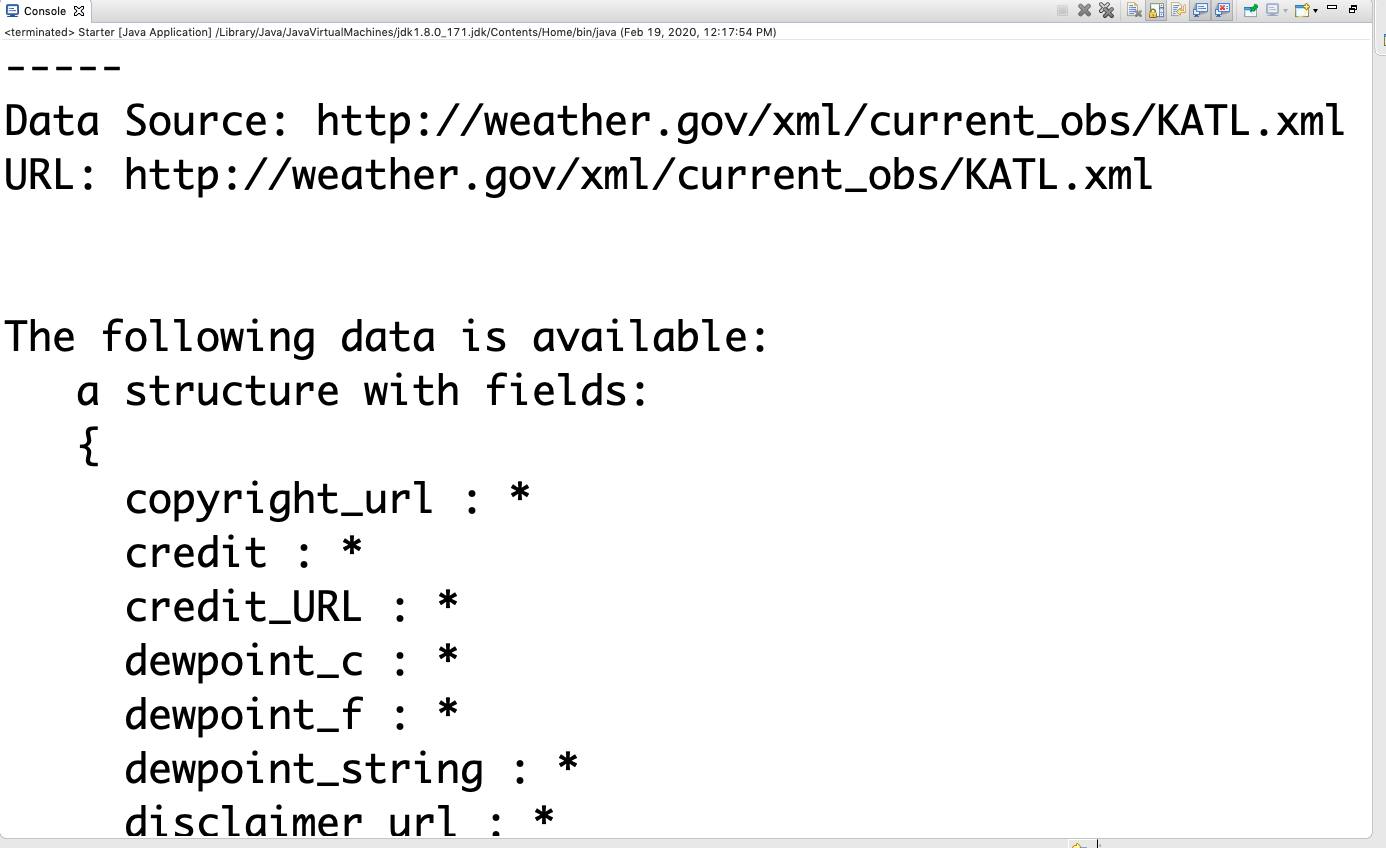 Console
<terminated> Starter [Java Application] /Library/Java/JavaVirtualMachines/jdk1.8.0_171.jdk/Contents/Home/bin/java (Feb 19, 2020, 12:17:54 PM)
-----
Data Source: http://weather.gov/xml/current_obs/KATL.xml
URL: http://weather.gov/xml/current_obs/KATL.xml
The following data is available:
a structure with fields:
{
copyright_url : *
credit : *
credit_URL : *
dewpoint_c : *
dewpoint_f : *
dewpoint_string : *
disclaimer_url : *